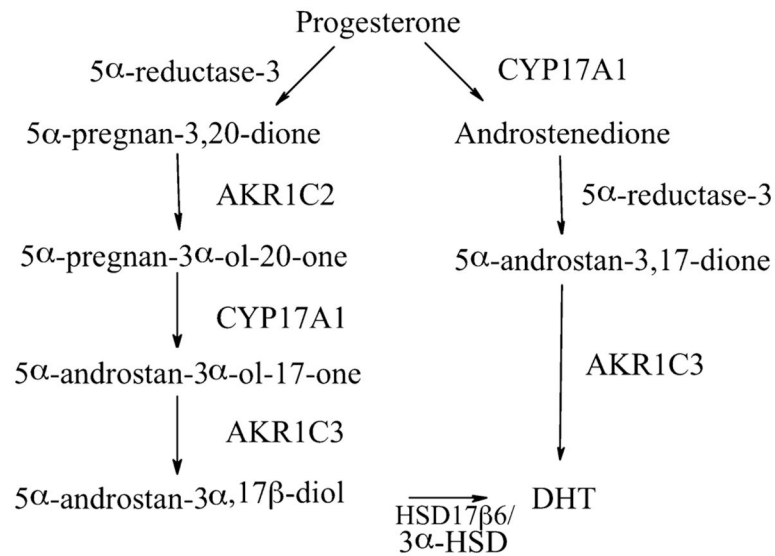 Progesterone
5α-reductase-3
CYP17A1
5α-pregnan-3,20-dione
Androstenedione
AKR1C2
5α-reductase-3
5α-pregnan-3α-ol-20-one
5α-androstan-3,17-dione
CYP17A1
5α-androstan-3α-ol-17-one
AKR1C3
AKR1C3
5α-androstan-3α,17β-diol
DHT
HSD17β6/
3α-HSD